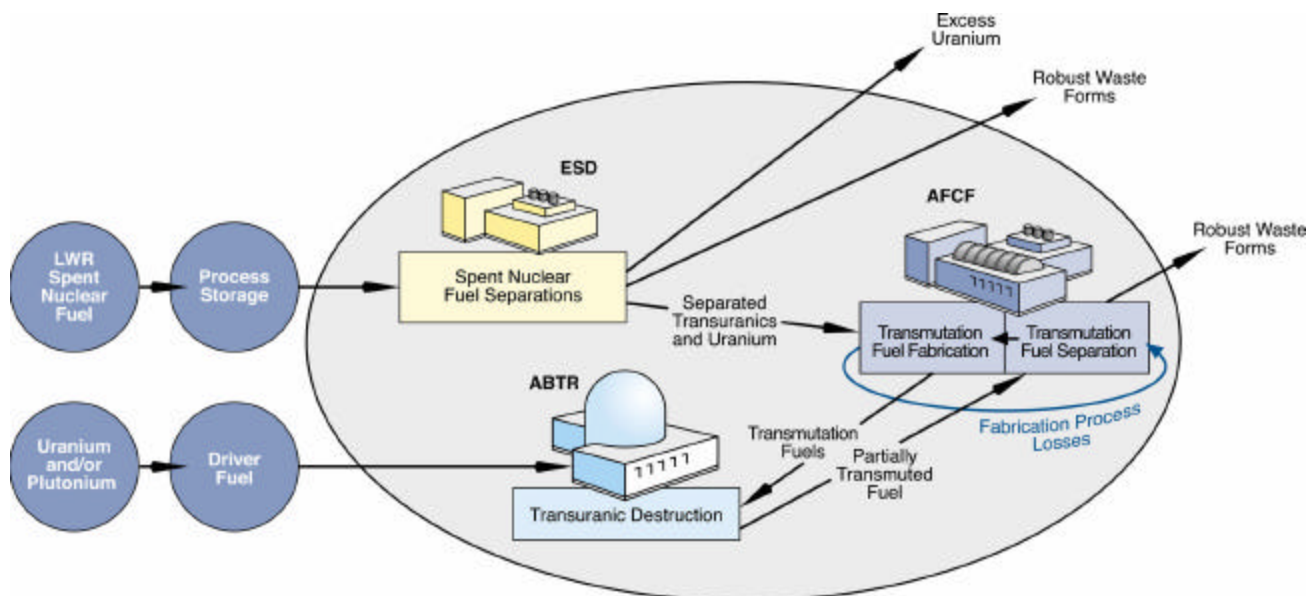 Excess
Uranium
Robust Waste
Forms
ESD
AFCF
Robust Waste
Forms
LWR
Spent
Nuclear
Fuel
Process
Storage
Spent Nuclear
Fuel Separations
Separated
Transuranics
and Uranium
Transmutation
Fuel Fabrication
Transmutation
Fuel Separation
ABTR
Fabrication Process
Losses
Uranium
and/or
Plutonium
Driver
Fuel
Transmutation
Fuels
Partially
Transmuted
Fuel
Transuranic Destruction